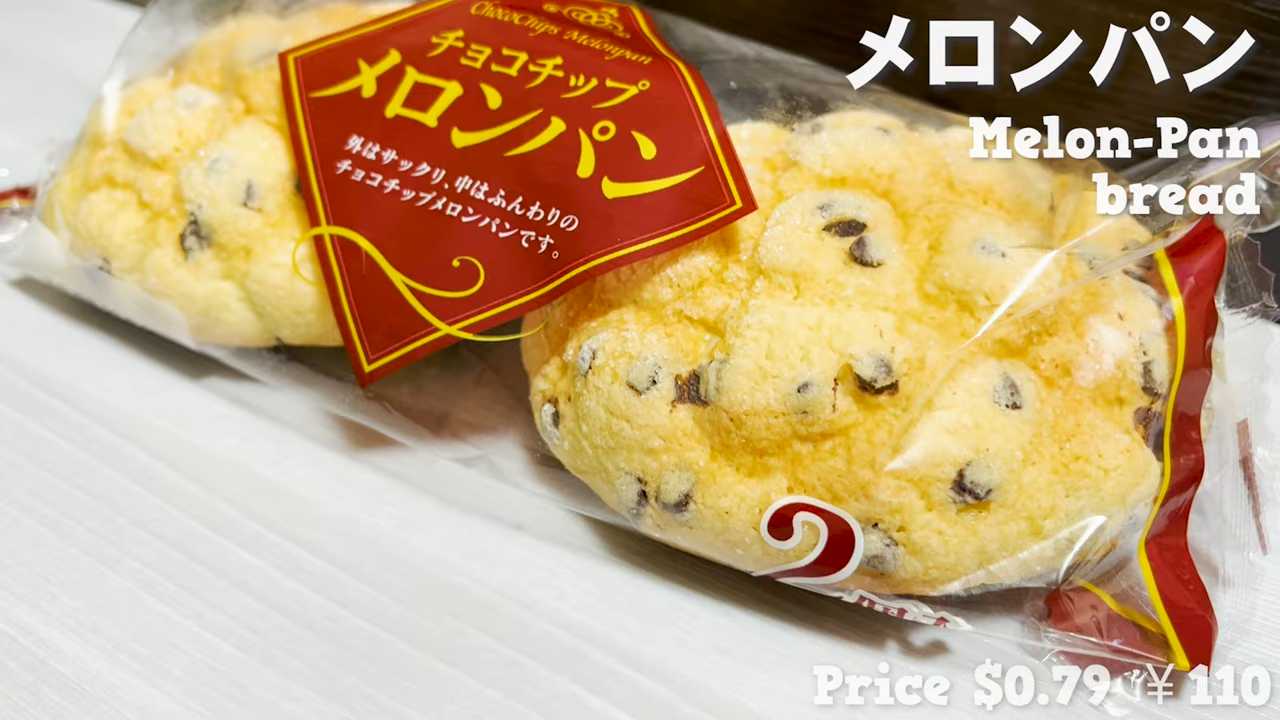 ChocoChips Melonpan
チョコチップ
メロンパン
外はサックリ、中はふんわりの
チョコチップメロンパンです。
メロンパン
Melon-Pan
bread
2
Price $0.79 ¥ 110